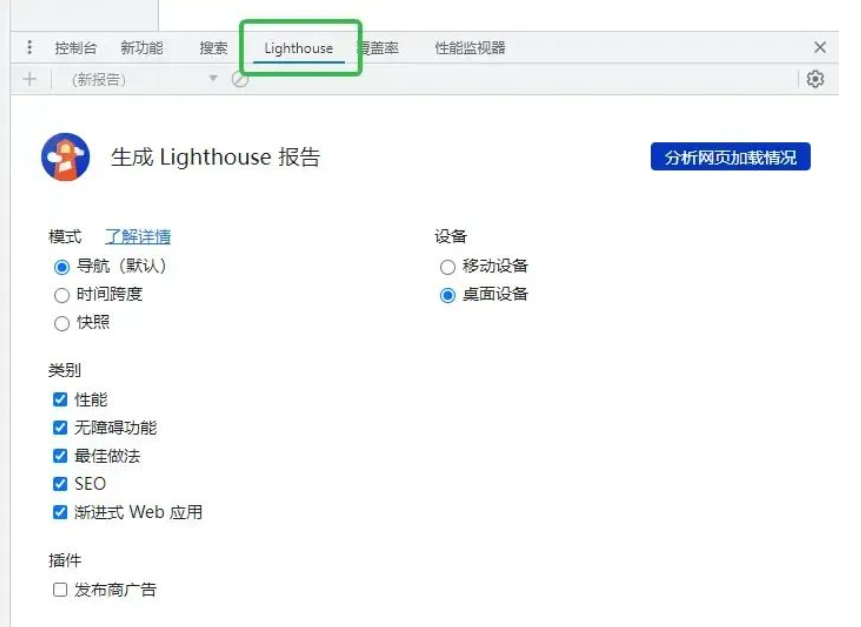 控制台 新功能 搜索 Lighthouse 覆盖率 性能监视器
(新报告)
生成 Lighthouse 报告 分析网页加载情况
模式 了解详情 设备
导航（默认） 移动设备
时间跨度 桌面设备
快照
类别
性能
无障碍功能
最佳做法
SEO
渐进式 Web 应用
插件
发布商广告